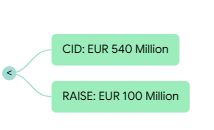 CID: EUR 540 Million
<
RAISE: EUR 100 Million